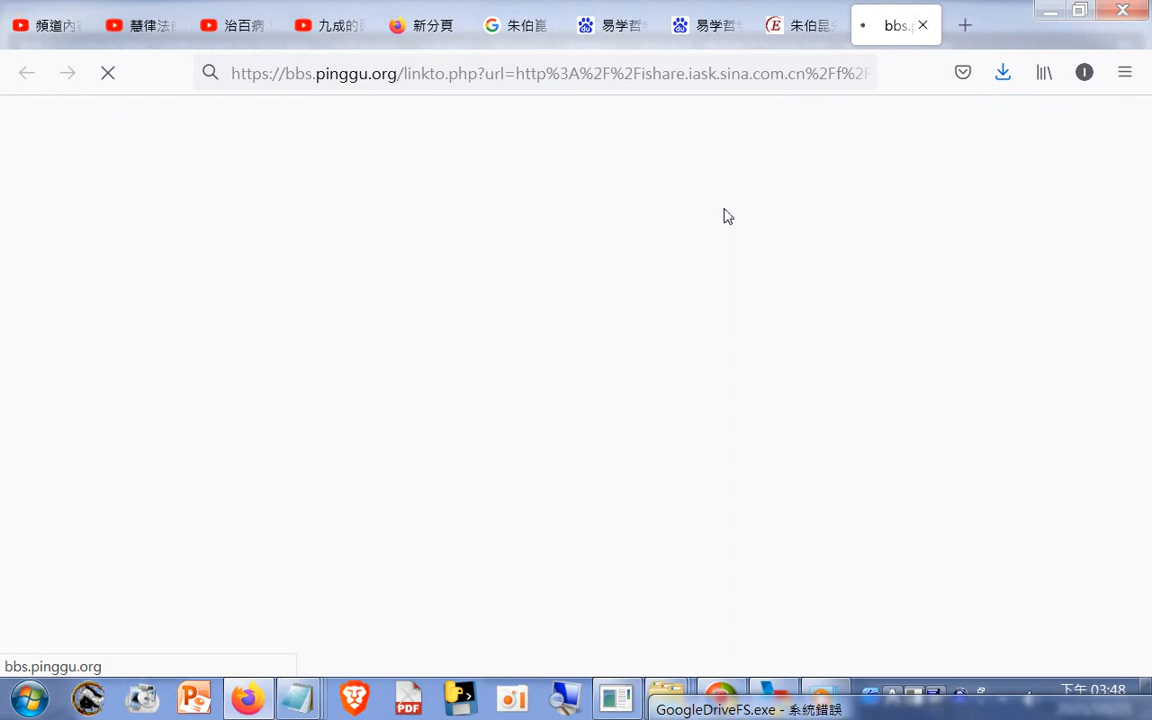 頻道內
慧律法
治百病
九成的
新分頁
朱伯崑
易学哲
易学哲
朱伯昆
bbs.
https://bbs.pinggu.org/linkto.php?url=http%3A%2F%2Fishare.iask.sina.com.cn%2Ff%2F
bbs.pinggu.org
GoogleDriveFS.exe - 系統錯誤
下午 03:48